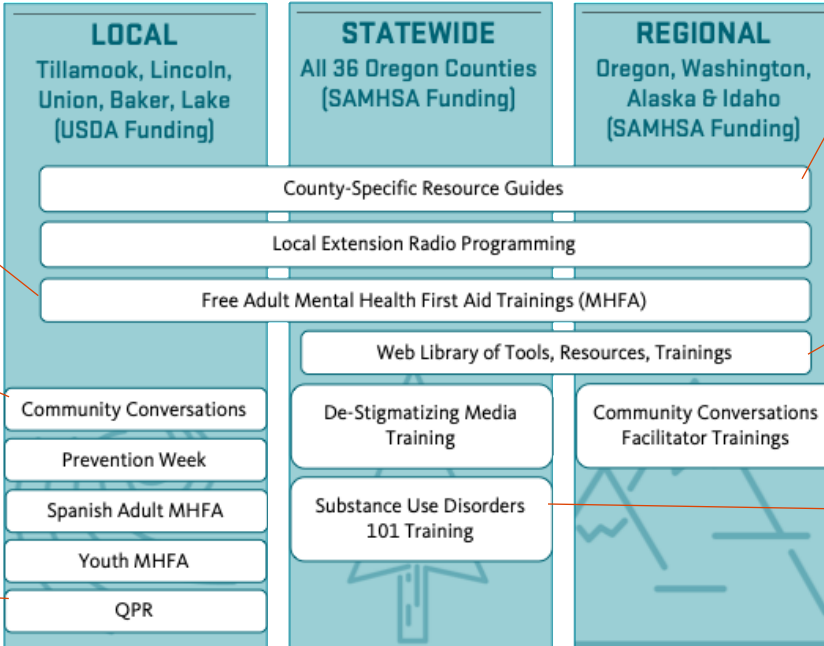 LOCAL
Tillamook, Lincoln,
Union, Baker, Lake
(USDA Funding)
STATEWIDE
All 36 Oregon Counties
(SAMHSA Funding)
REGIONAL
Oregon, Washington,
Alaska & Idaho
(SAMHSA Funding)
County-Specific Resource Guides
Local Extension Radio Programming
Free Adult Mental Health First Aid Trainings (MHFA)
Web Library of Tools, Resources, Trainings
Community Conversations
Prevention Week
Spanish Adult MHFA
Youth MHFA
QPR
De-Stigmatizing Media
Training
Substance Use Disorders
101 Training
Community Conversations
Facilitator Trainings